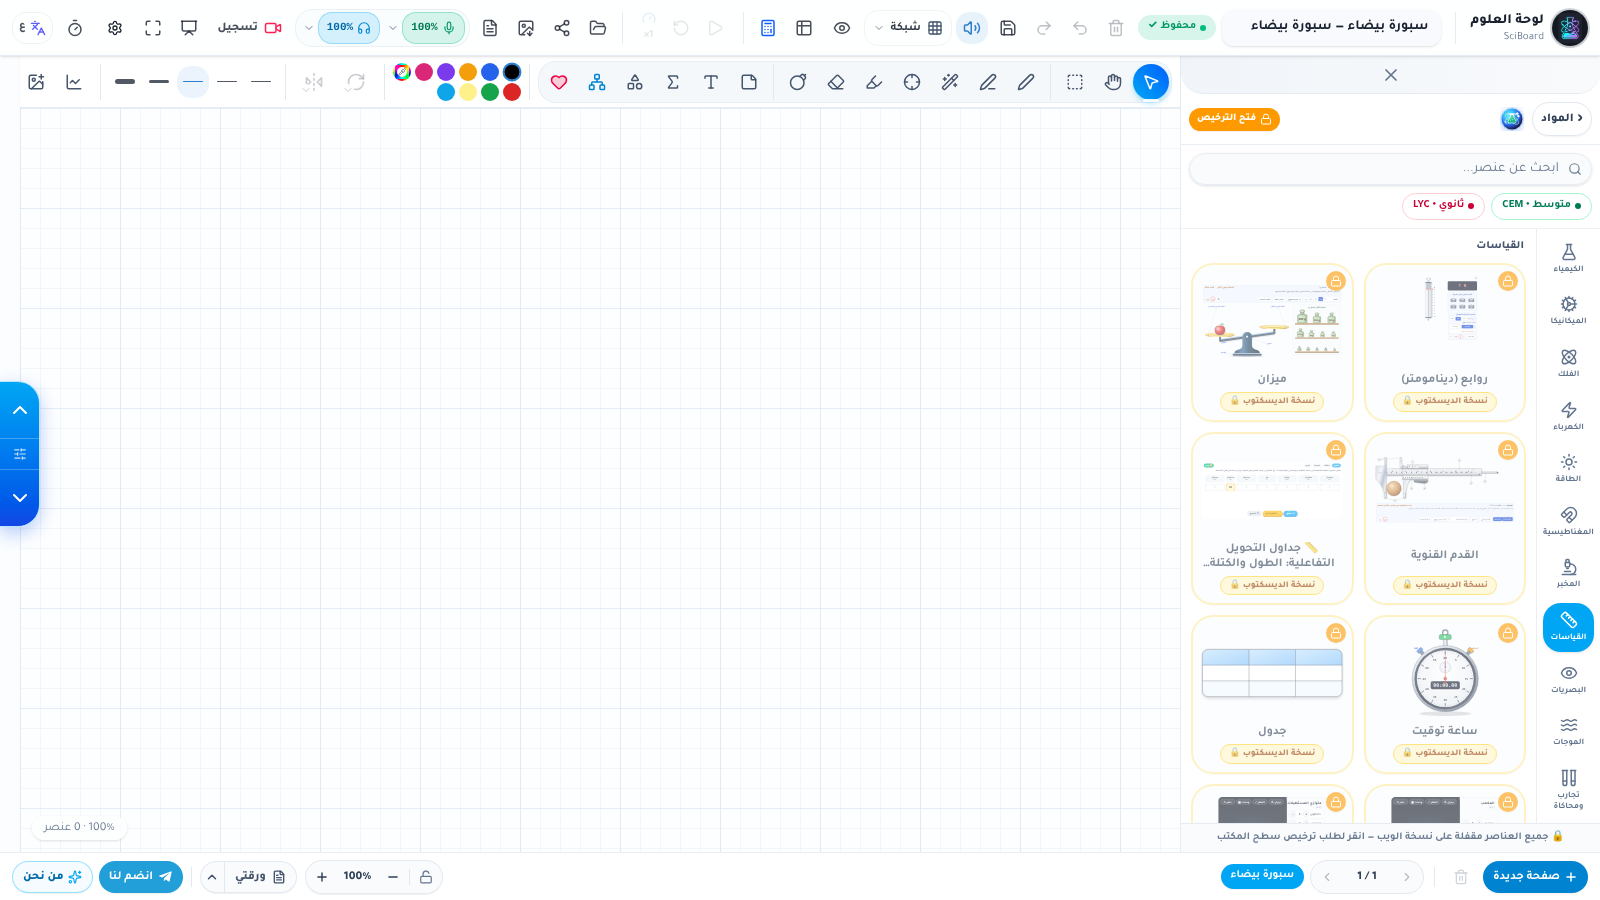 لوحة العلوم
SciBoard
سبورة بيضاء – سبورة بيضاء
محفوظ ✓
شبكة
x1
100%
100%
تسجيل
ع
المواد
فتح الترخيص
ابحث عن عنصر...
متوسط • CEM
ثانوي • LYC
القياسات
الكيمياء
الميكانيكا
الفلك
الكهرباء
الطاقة
المغناطيسية
المخبر
القياسات
البصريات
الموجات
تجارب
ومحاكاة
روابع (دينامومتر)
نسخة الديسكتوب 🔒
ميزان
نسخة الديسكتوب 🔒
القدم القنوية
نسخة الديسكتوب 🔒
📏 جداول التحويل
التفاعلية: الطول والكتلة...
نسخة الديسكتوب 🔒
00:00.00
ساعة توقيت
نسخة الديسكتوب 🔒
جدول
نسخة الديسكتوب 🔒
🔒 جميع العناصر مقفلة على نسخة الويب – انقر لطلب ترخيص سطح المكتب
100% · 0 عنصر
صفحة جديدة
1 / 1
سبورة بيضاء
100%
ورقتي
انضم لنا
من نحن